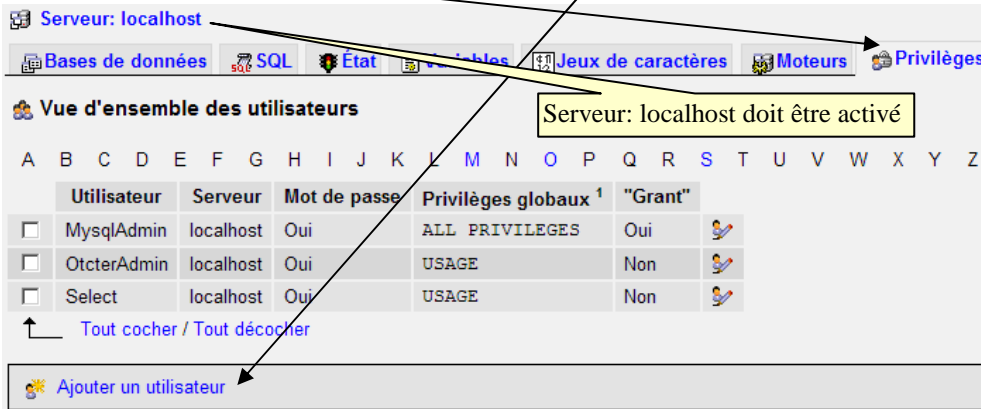 Serveur: localhost
Bases de données SQL État Variables Jeux de caractères Moteurs Privilèges
Vue d'ensemble des utilisateurs
Serveur: localhost doit être activé
A B C D E F G H I J K L M N O P Q R S T U V W X Y Z
Utilisateur Serveur Mot de passe Privilèges globaux 1 "Grant"
MysqlAdmin localhost Oui ALL PRIVILEGES Oui
OtcterAdmin localhost Oui USAGE Non
Select localhost Oui USAGE Non
Tout cocher / Tout décocher
Ajouter un utilisateur